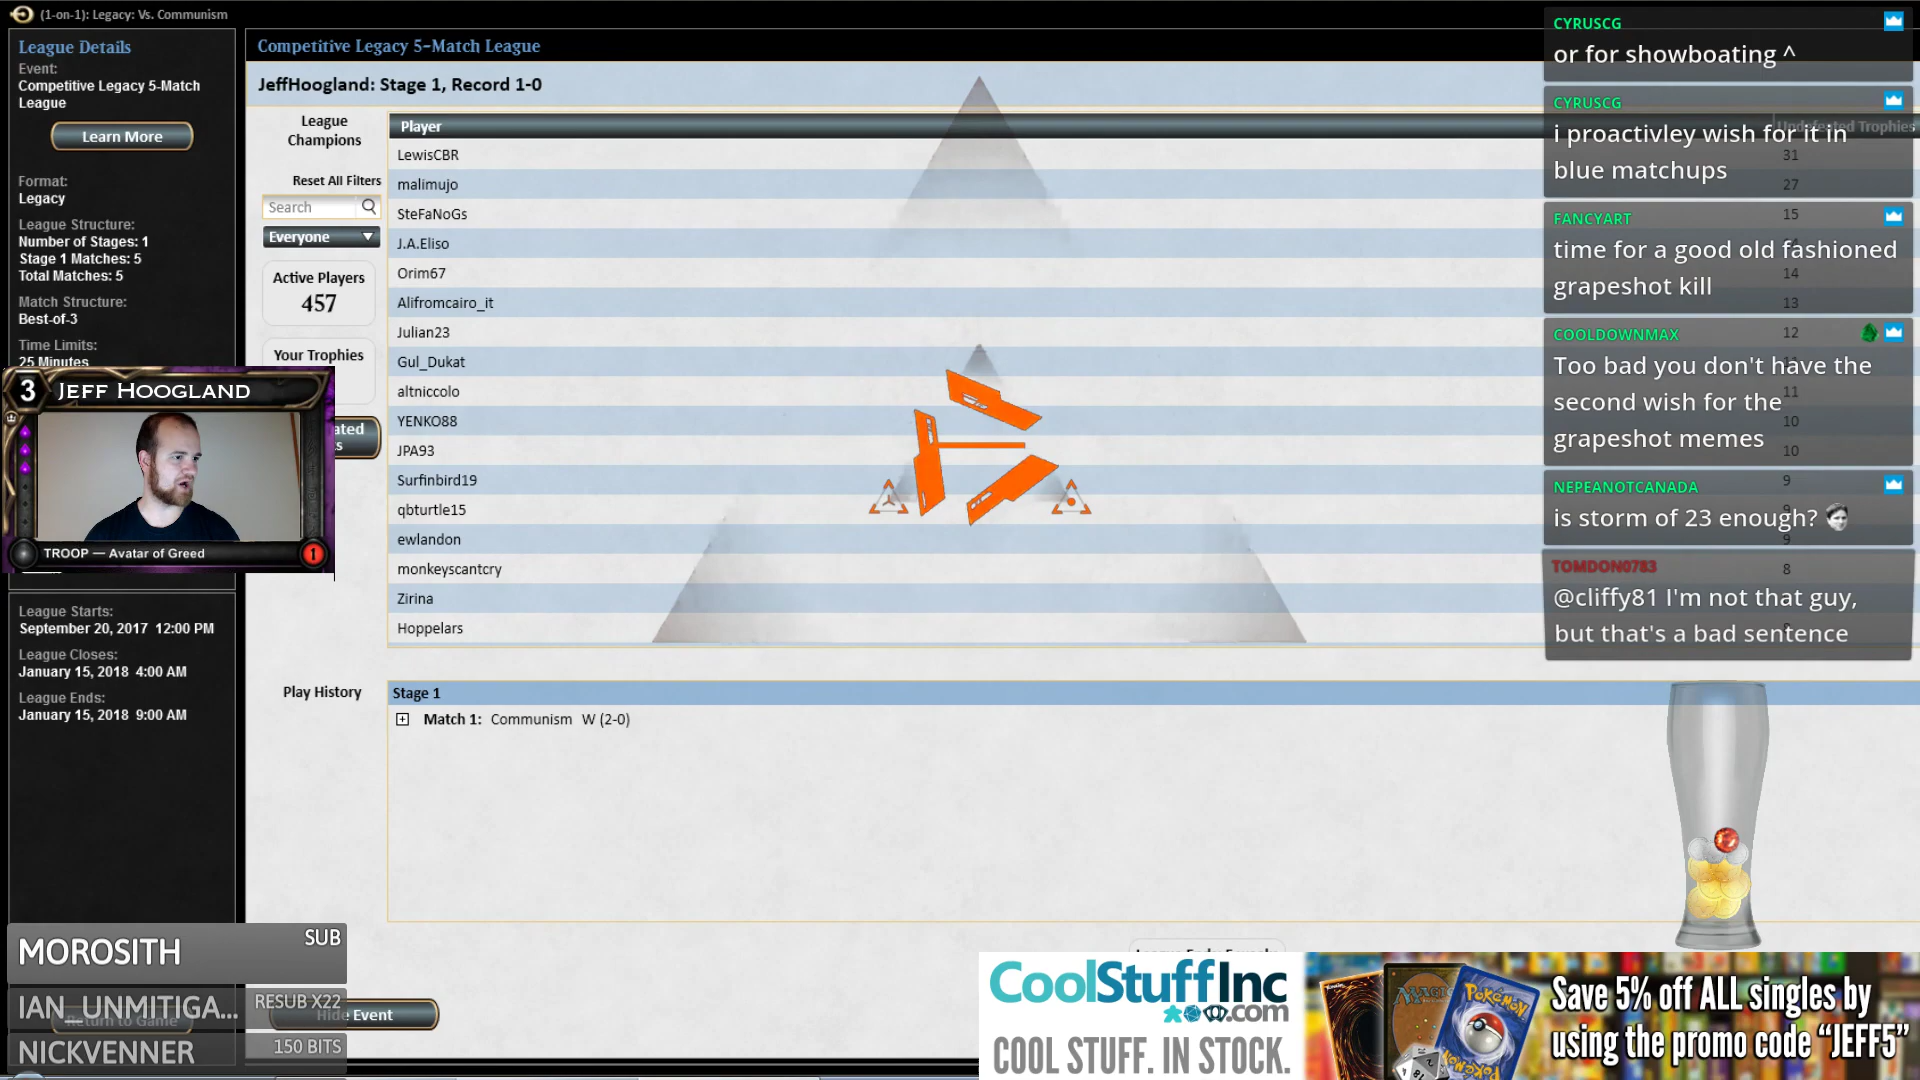 (1-on-1): Legacy: Vs. Communism
League Details
Event:
Competitive Legacy 5-Match
League
Learn More
Format:
Legacy
League Structure:
Number of Stages: 1
Stage 1 Matches: 5
Total Matches: 5
Match Structure:
Best-of-3
Time Limits:
25 Minutes
3 JEFF HOOGLAND
TROOP — Avatar of Greed
1
League Starts:
September 20, 2017 12:00 PM
League Closes:
January 15, 2018 4:00 AM
League Ends:
January 15, 2018 9:00 AM
MOROSITH SUB
IAN_UNMITIGA... RESUB X22
Return to Game
NICKVENNER 150 BITS
Competitive Legacy 5-Match League
JeffHoogland: Stage 1, Record 1-0
League
Champions
Reset All Filters
Search
Everyone
Active Players
457
Your Trophies
Player
Undefeated Trophies
LewisCBR 31
malimujo 27
SteFaNoGs 15
J.A.Eliso
Orim67 14
Alifromcairo_it 13
Julian23 12
Gul_Dukat
altniccolo 11
YENKO88 10
JPA93 10
Surfinbird19 9
qbturtle15
ewlandon 9
monkeyscantcry 8
Zirina
Hoppelars
Play History
Stage 1
Match 1: Communism W (2-0)
Hide Event
CYRUSCG
or for showboating ^
CYRUSCG
i proactivley wish for it in
blue matchups
FANCYART
time for a good old fashioned
grapeshot kill
COOLDOWNMAX
Too bad you don't have the
second wish for the
grapeshot memes
NEPEANOTCANADA
is storm of 23 enough?
TOMDON0783
@cliffy81 I'm not that guy,
but that's a bad sentence
CoolStuffInc
.com
COOL STUFF. IN STOCK.
MAGIC
Pokémon
Save 5% off ALL singles by
using the promo code "JEFF5"